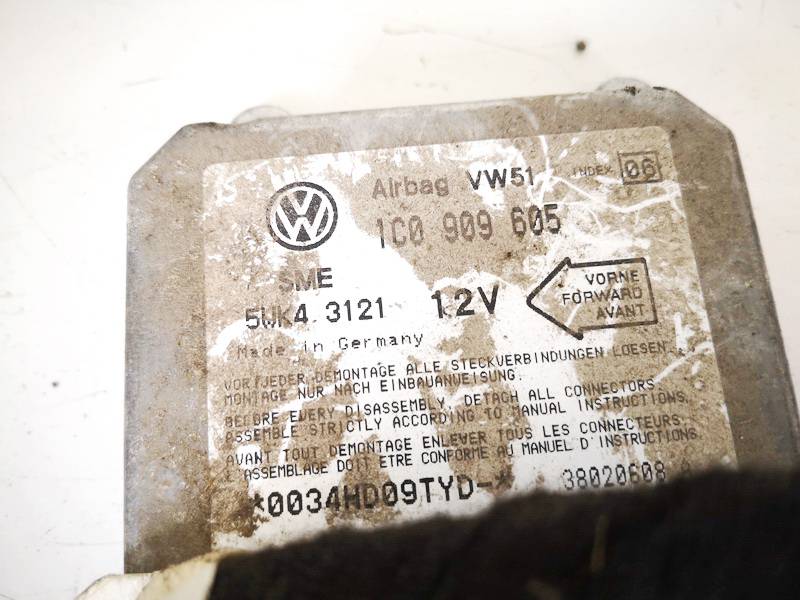 Airbag VW51 INDEX 06
1C0 909 605
SME
5WK4 3121 12V
VORNE
FORWARD
AVANT
Made in Germany
VOR JEDER DEMONTAGE ALLE STECKVERBINDUNGEN LOESEN
MONTAGE NUR NACH EINBAUANWEISUNG.
BEFORE EVERY DISASSEMBLY, DETACH ALL CONNECTORS
ASSEMBLE STRICTLY ACCORDING TO MANUAL INSTRUCTIONS.
AVANT TOUT DEMONTAGE ENLEVER TOUS LES CONNECTEURS
L'ASSEMBLAGE DOIT ETRE CONFORME AU MANUEL D'INSTRUCTIONS.
*0034HD09TYD-* 38020608